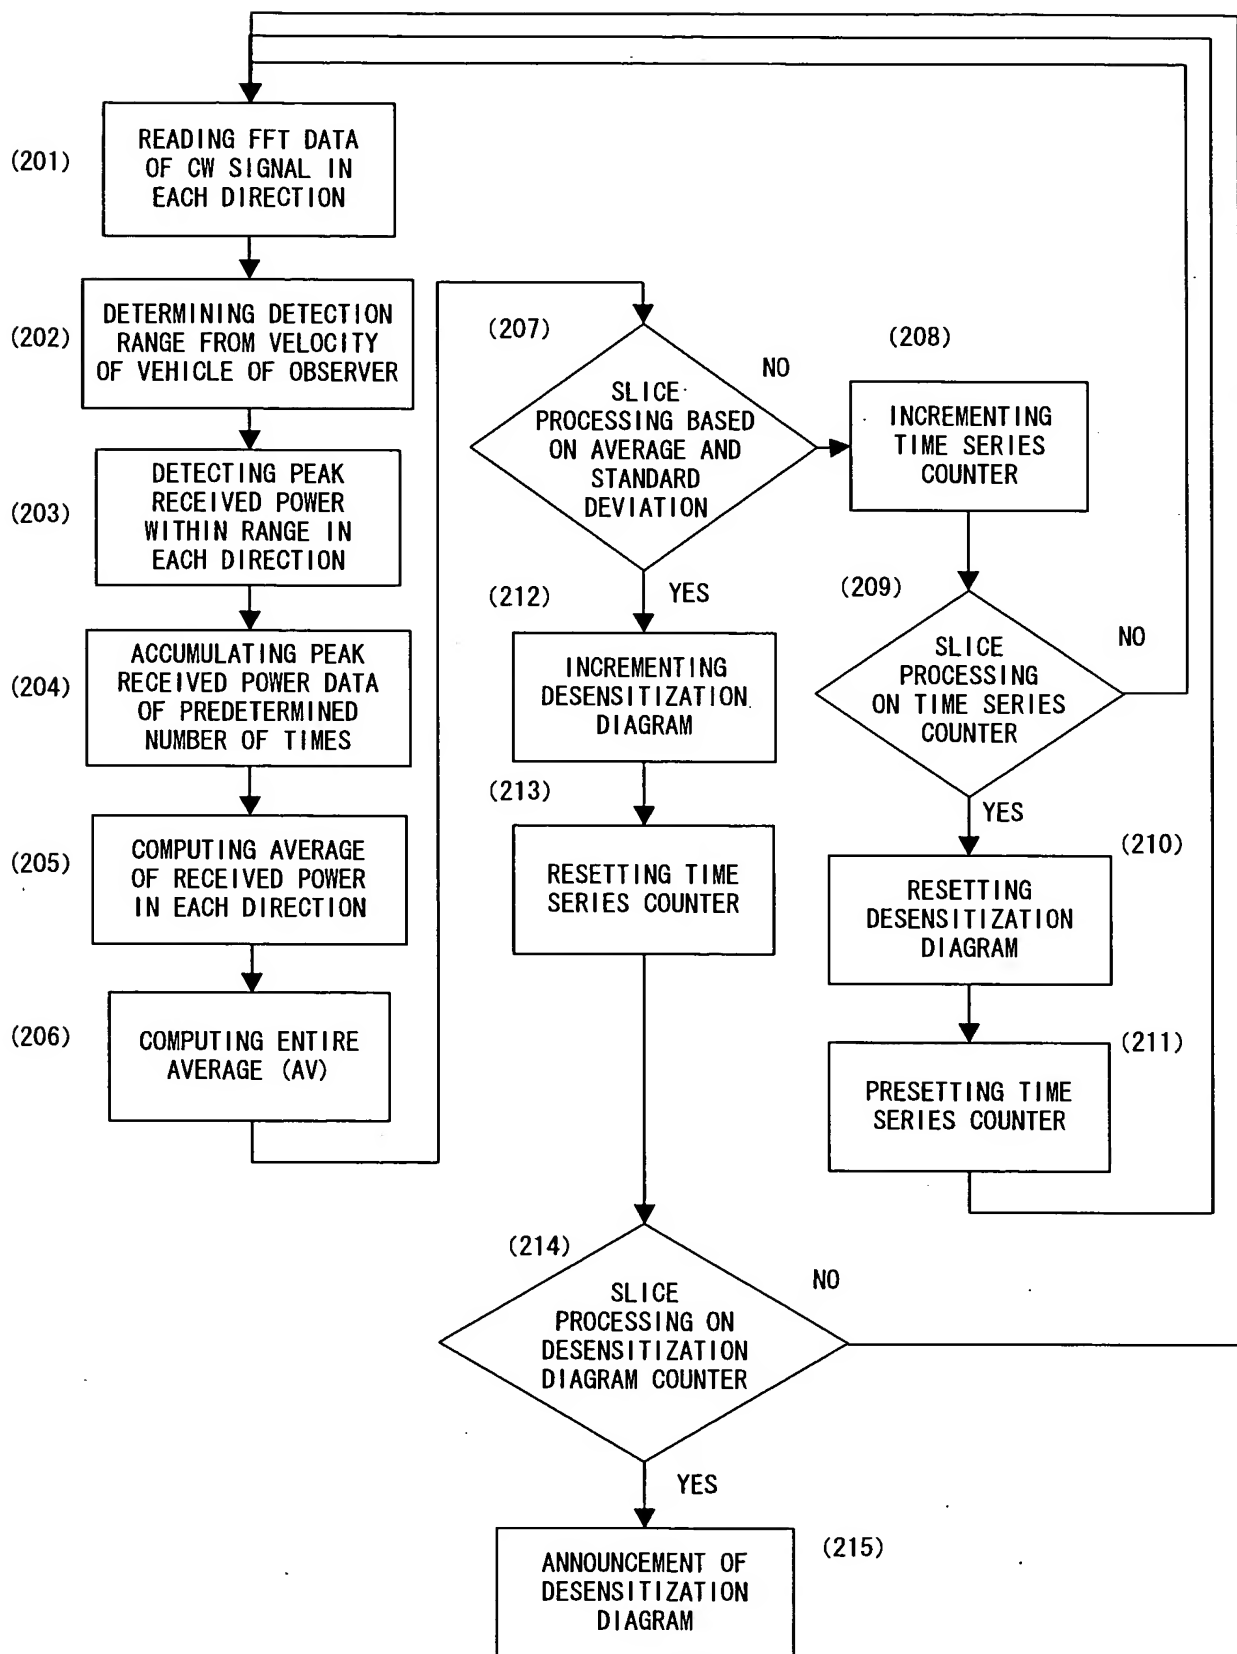 (201)
READING FFT DATA
OF CW SIGNAL IN
EACH DIRECTION
(202)
DETERMINING DETECTION
RANGE FROM VELOCITY
OF VEHICLE OF OBSERVER
(203)
DETECTING PEAK
RECEIVED POWER
WITHIN RANGE IN
EACH DIRECTION
(204)
ACCUMULATING PEAK
RECEIVED POWER DATA
OF PREDETERMINED
NUMBER OF TIMES
(205)
COMPUTING AVERAGE
OF RECEIVED POWER
IN EACH DIRECTION
(206)
COMPUTING ENTIRE
AVERAGE (AV)
(207)
SLICE
PROCESSING BASED
ON AVERAGE AND
STANDARD
DEVIATION
NO
YES
(208)
INCREMENTING
TIME SERIES
COUNTER
(209)
SLICE
PROCESSING
ON TIME SERIES
COUNTER
NO
YES
(210)
RESETTING
DESENSITIZATION
DIAGRAM
(211)
PRESETTING TIME
SERIES COUNTER
(212)
INCREMENTING
DESENSITIZATION
DIAGRAM
(213)
RESETTING TIME
SERIES COUNTER
(214)
SLICE
PROCESSING ON
DESENSITIZATION
DIAGRAM COUNTER
NO
YES
(215)
ANNOUNCEMENT OF
DESENSITIZATION
DIAGRAM